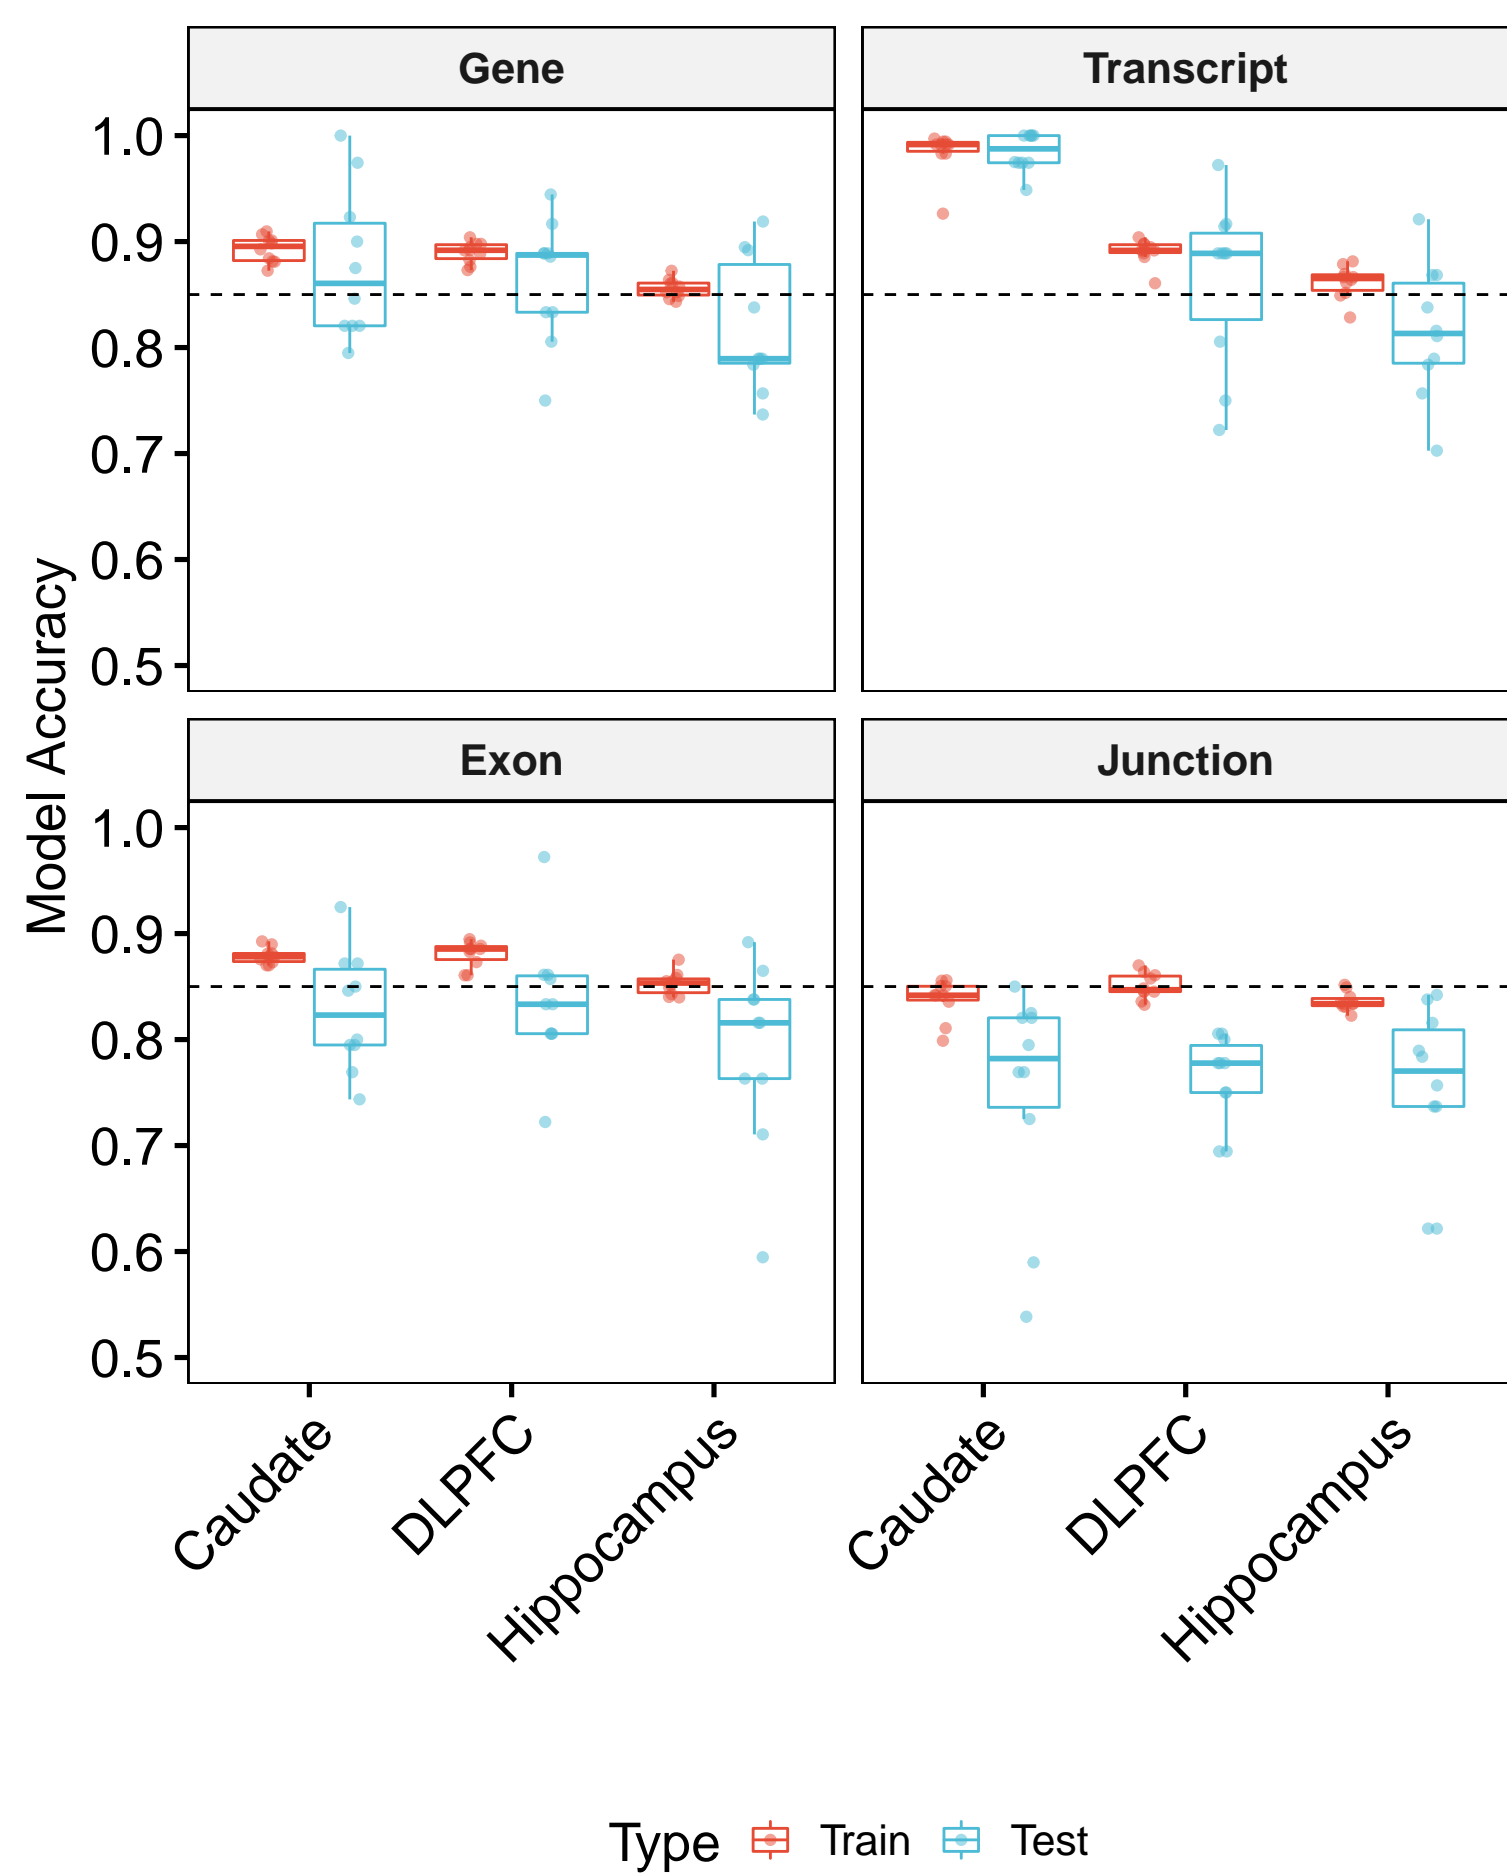 Gene
Transcript
1.0
0.9
0.8
0.7
0.6
0.5
Model Accuracy
Exon
Junction
1.0
0.9
0.8
0.7
0.6
0.5
Caudate
DLPFC
Hippocampus
Caudate
DLPFC
Hippocampus
Type Train Test